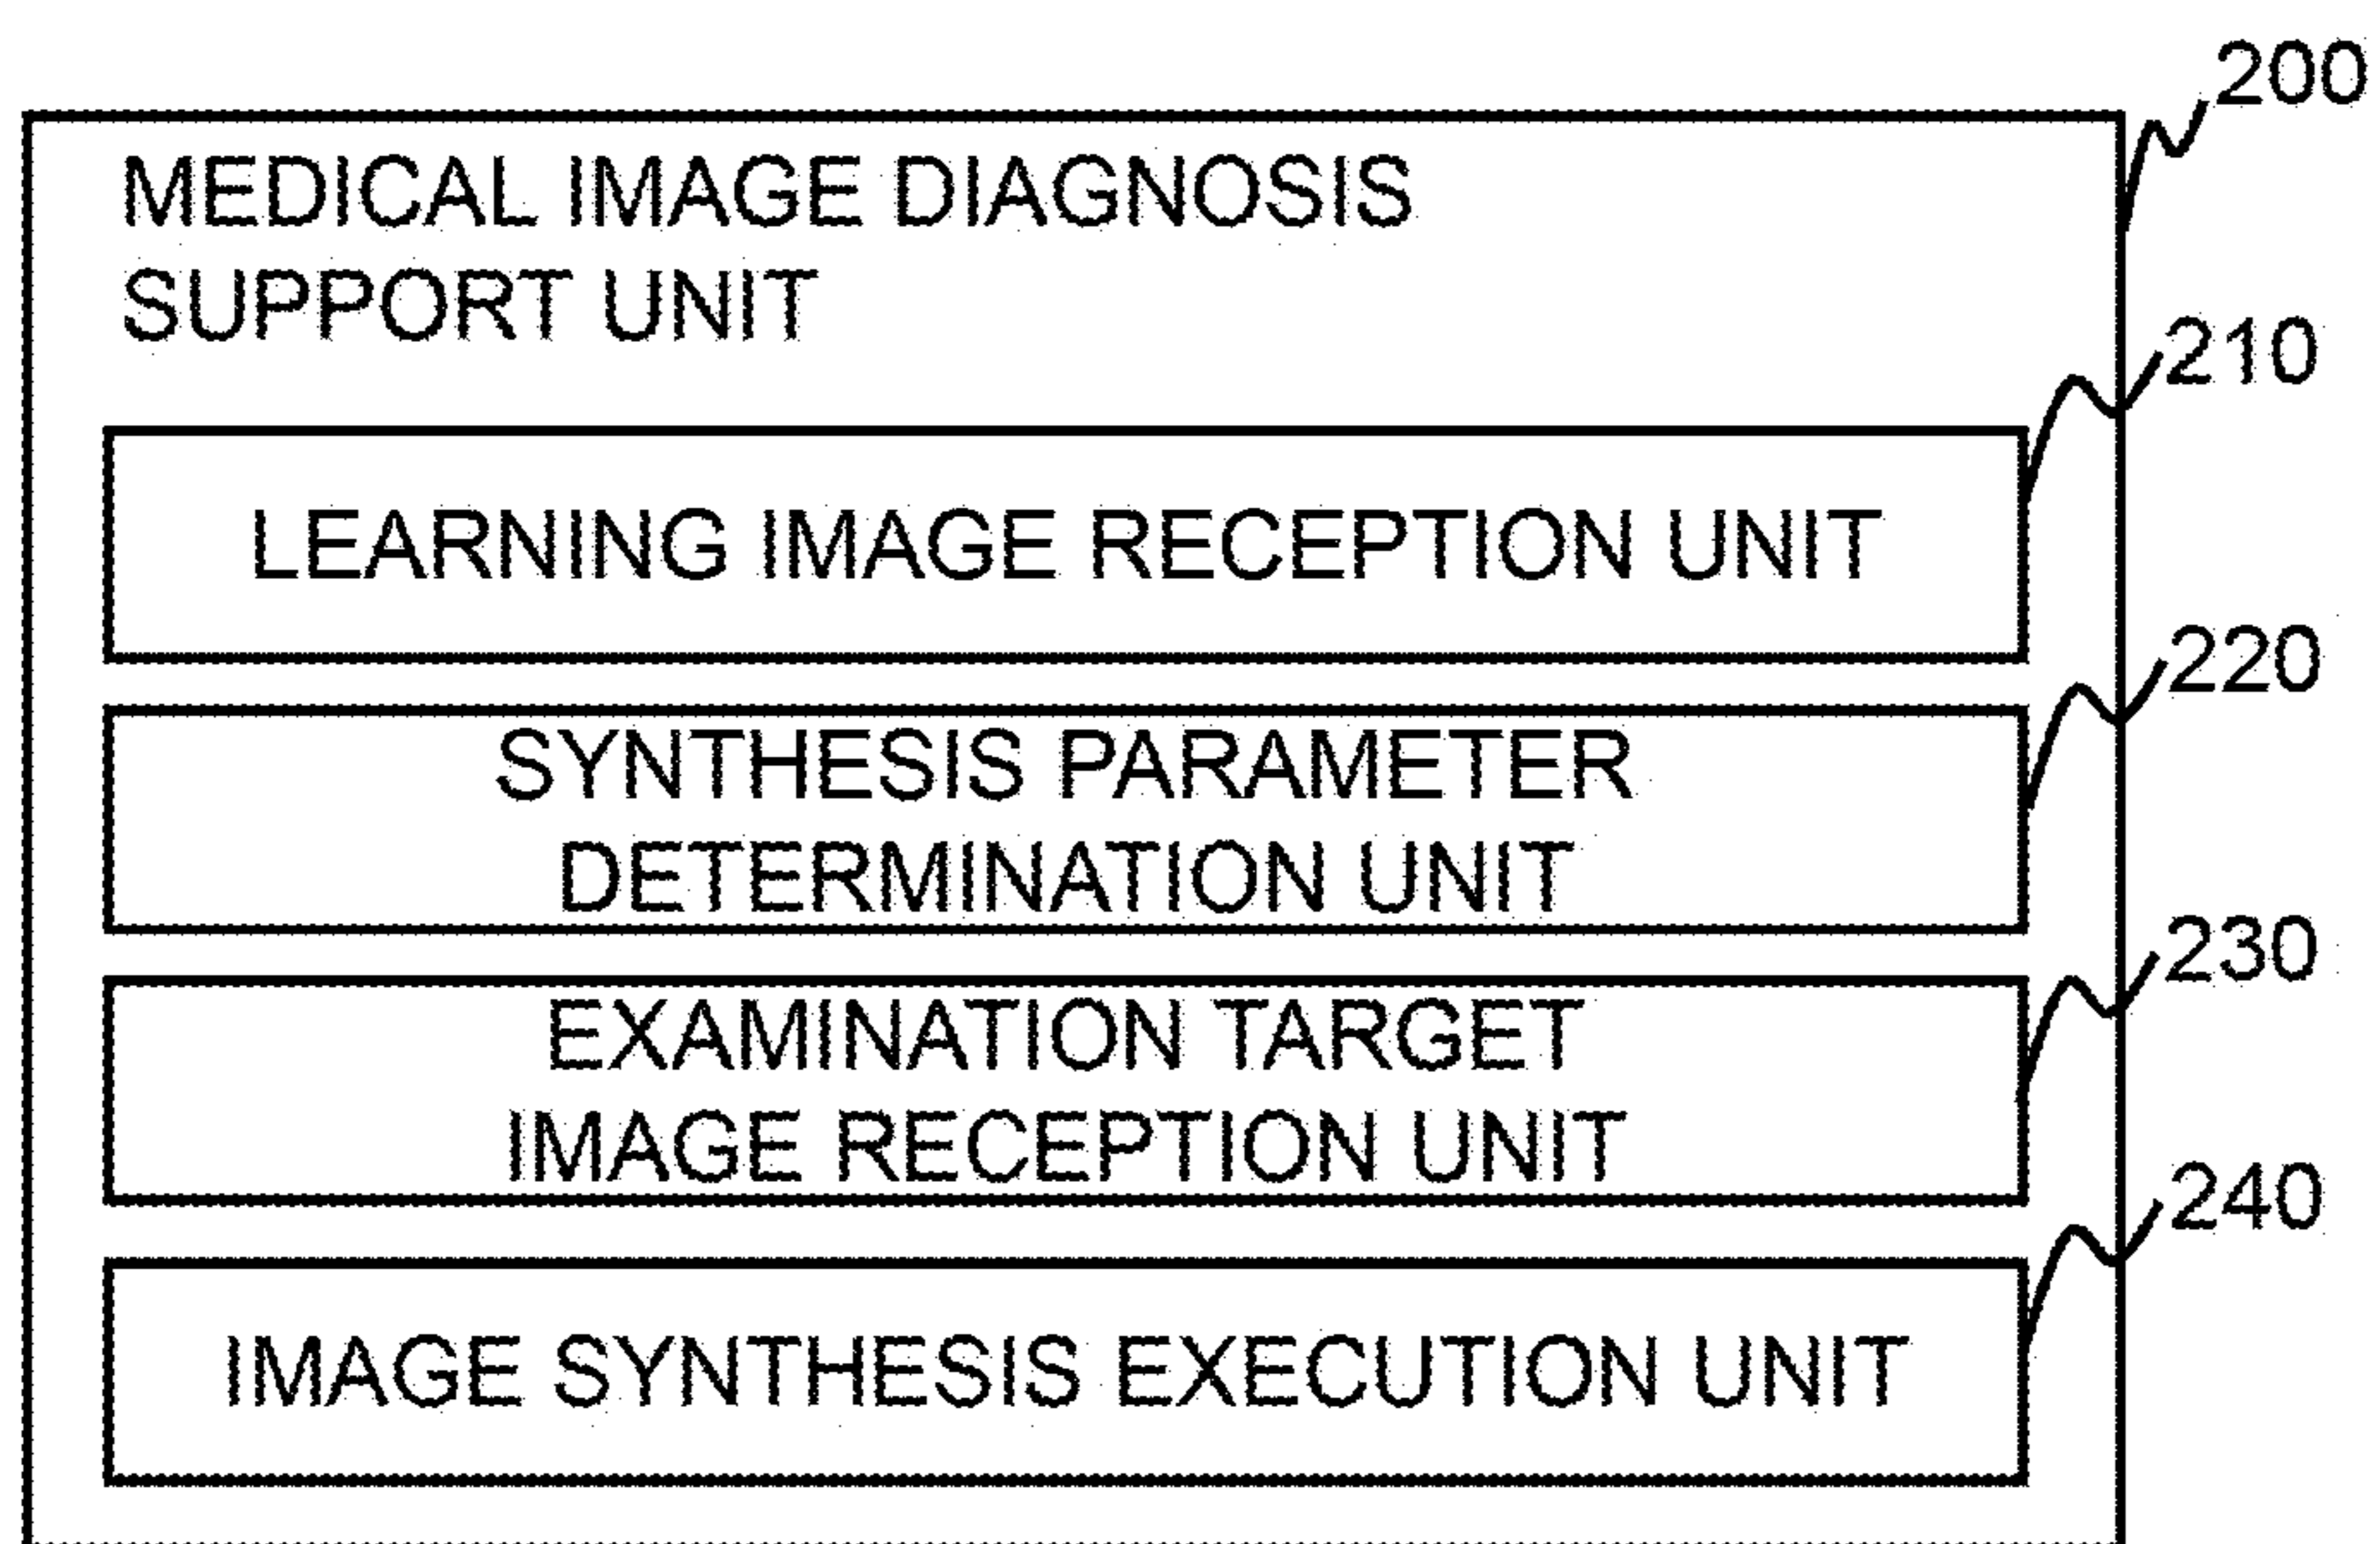 200
MEDICAL IMAGE DIAGNOSIS
SUPPORT UNIT
210
LEARNING IMAGE RECEPTION UNIT
220
SYNTHESIS PARAMETER
DETERMINATION UNIT
230
EXAMINATION TARGET
IMAGE RECEPTION UNIT
240
IMAGE SYNTHESIS EXECUTION UNIT